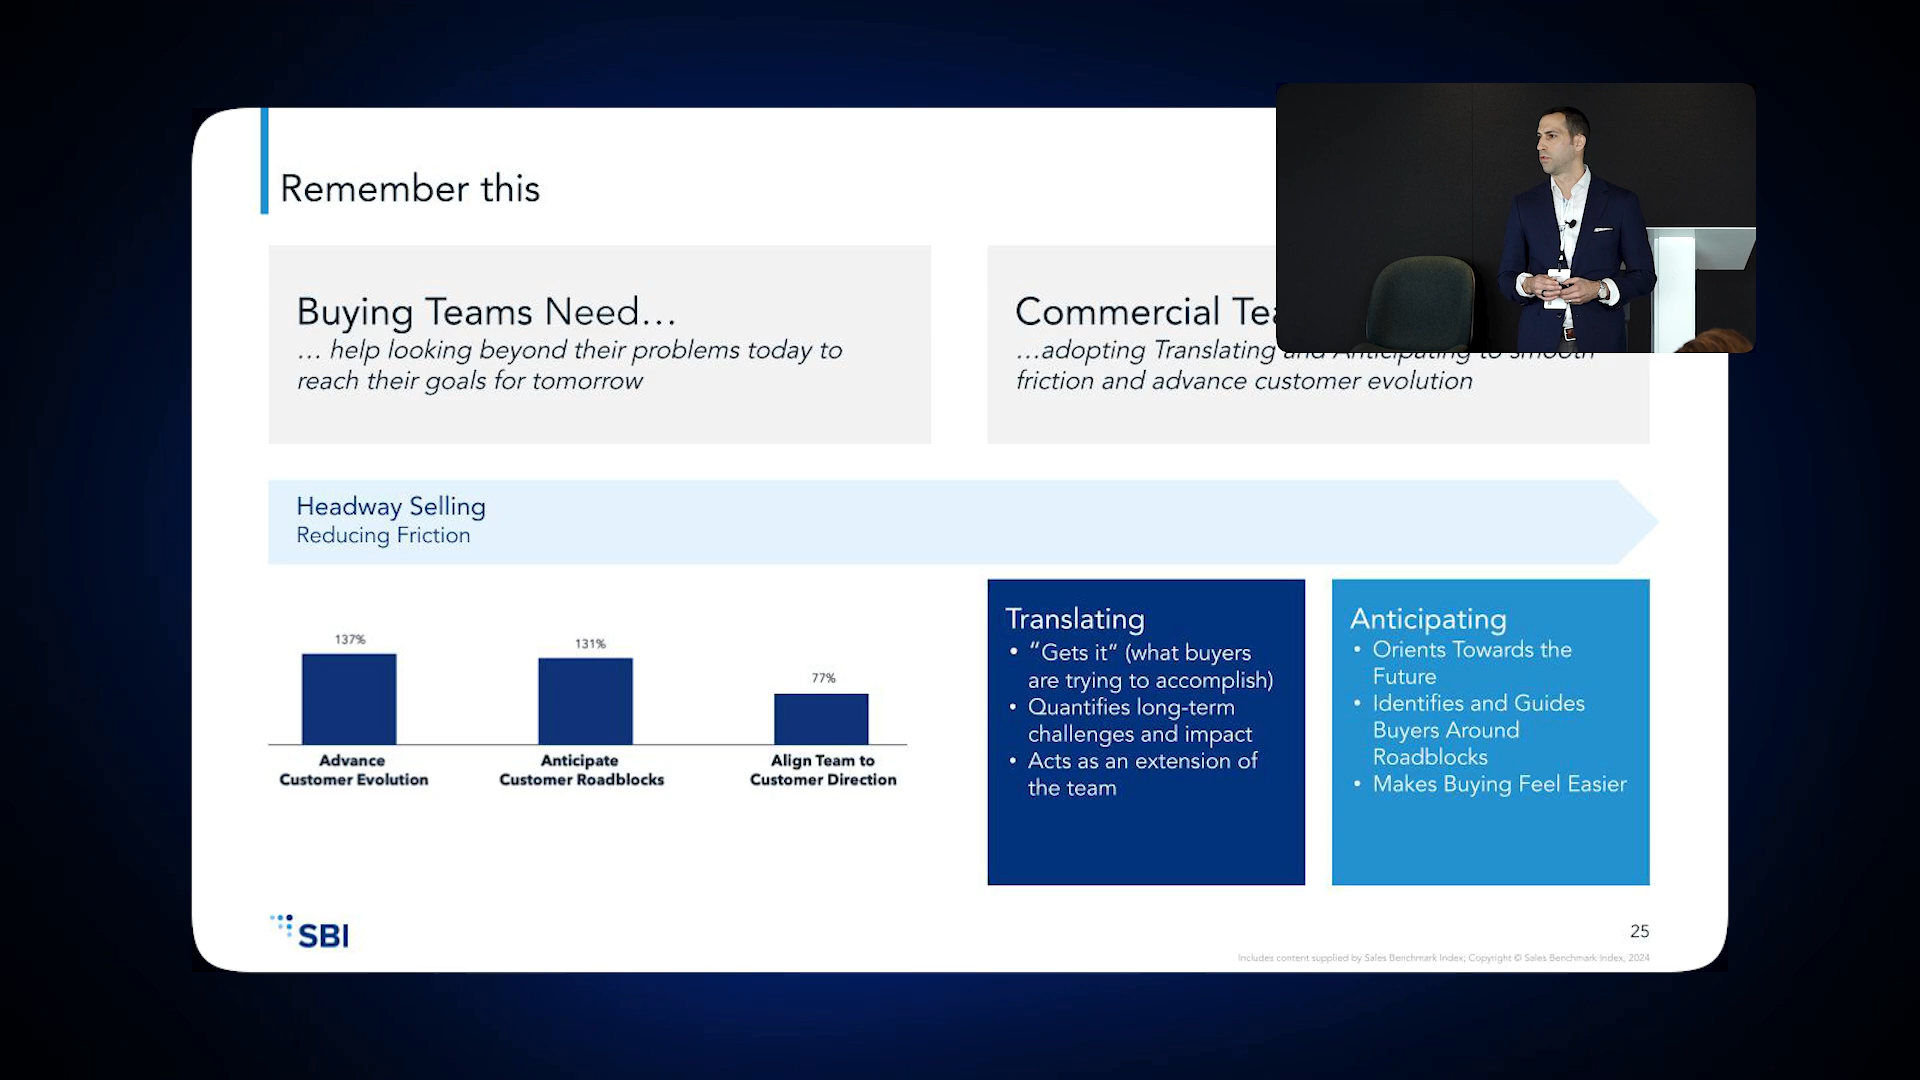 Remember this
Buying Teams Need…
… help looking beyond their problems today to
reach their goals for tomorrow
Commercial
…adopting Translating and Anticipating to smooth
friction and advance customer evolution
Headway Selling
Reducing Friction
137%
131%
77%
Advance
Customer Evolution
Anticipate
Customer Roadblocks
Align Team to
Customer Direction
Translating
• “Gets it” (what buyers
are trying to accomplish)
• Quantifies long-term
challenges and impact
• Acts as an extension of
the team
Anticipating
• Orients Towards the
Future
• Identifies and Guides
Buyers Around
Roadblocks
• Makes Buying Feel Easier
SBI
25
Includes content supplied by Sales Benchmark Index; Copyright © Sales Benchmark Index, 2024